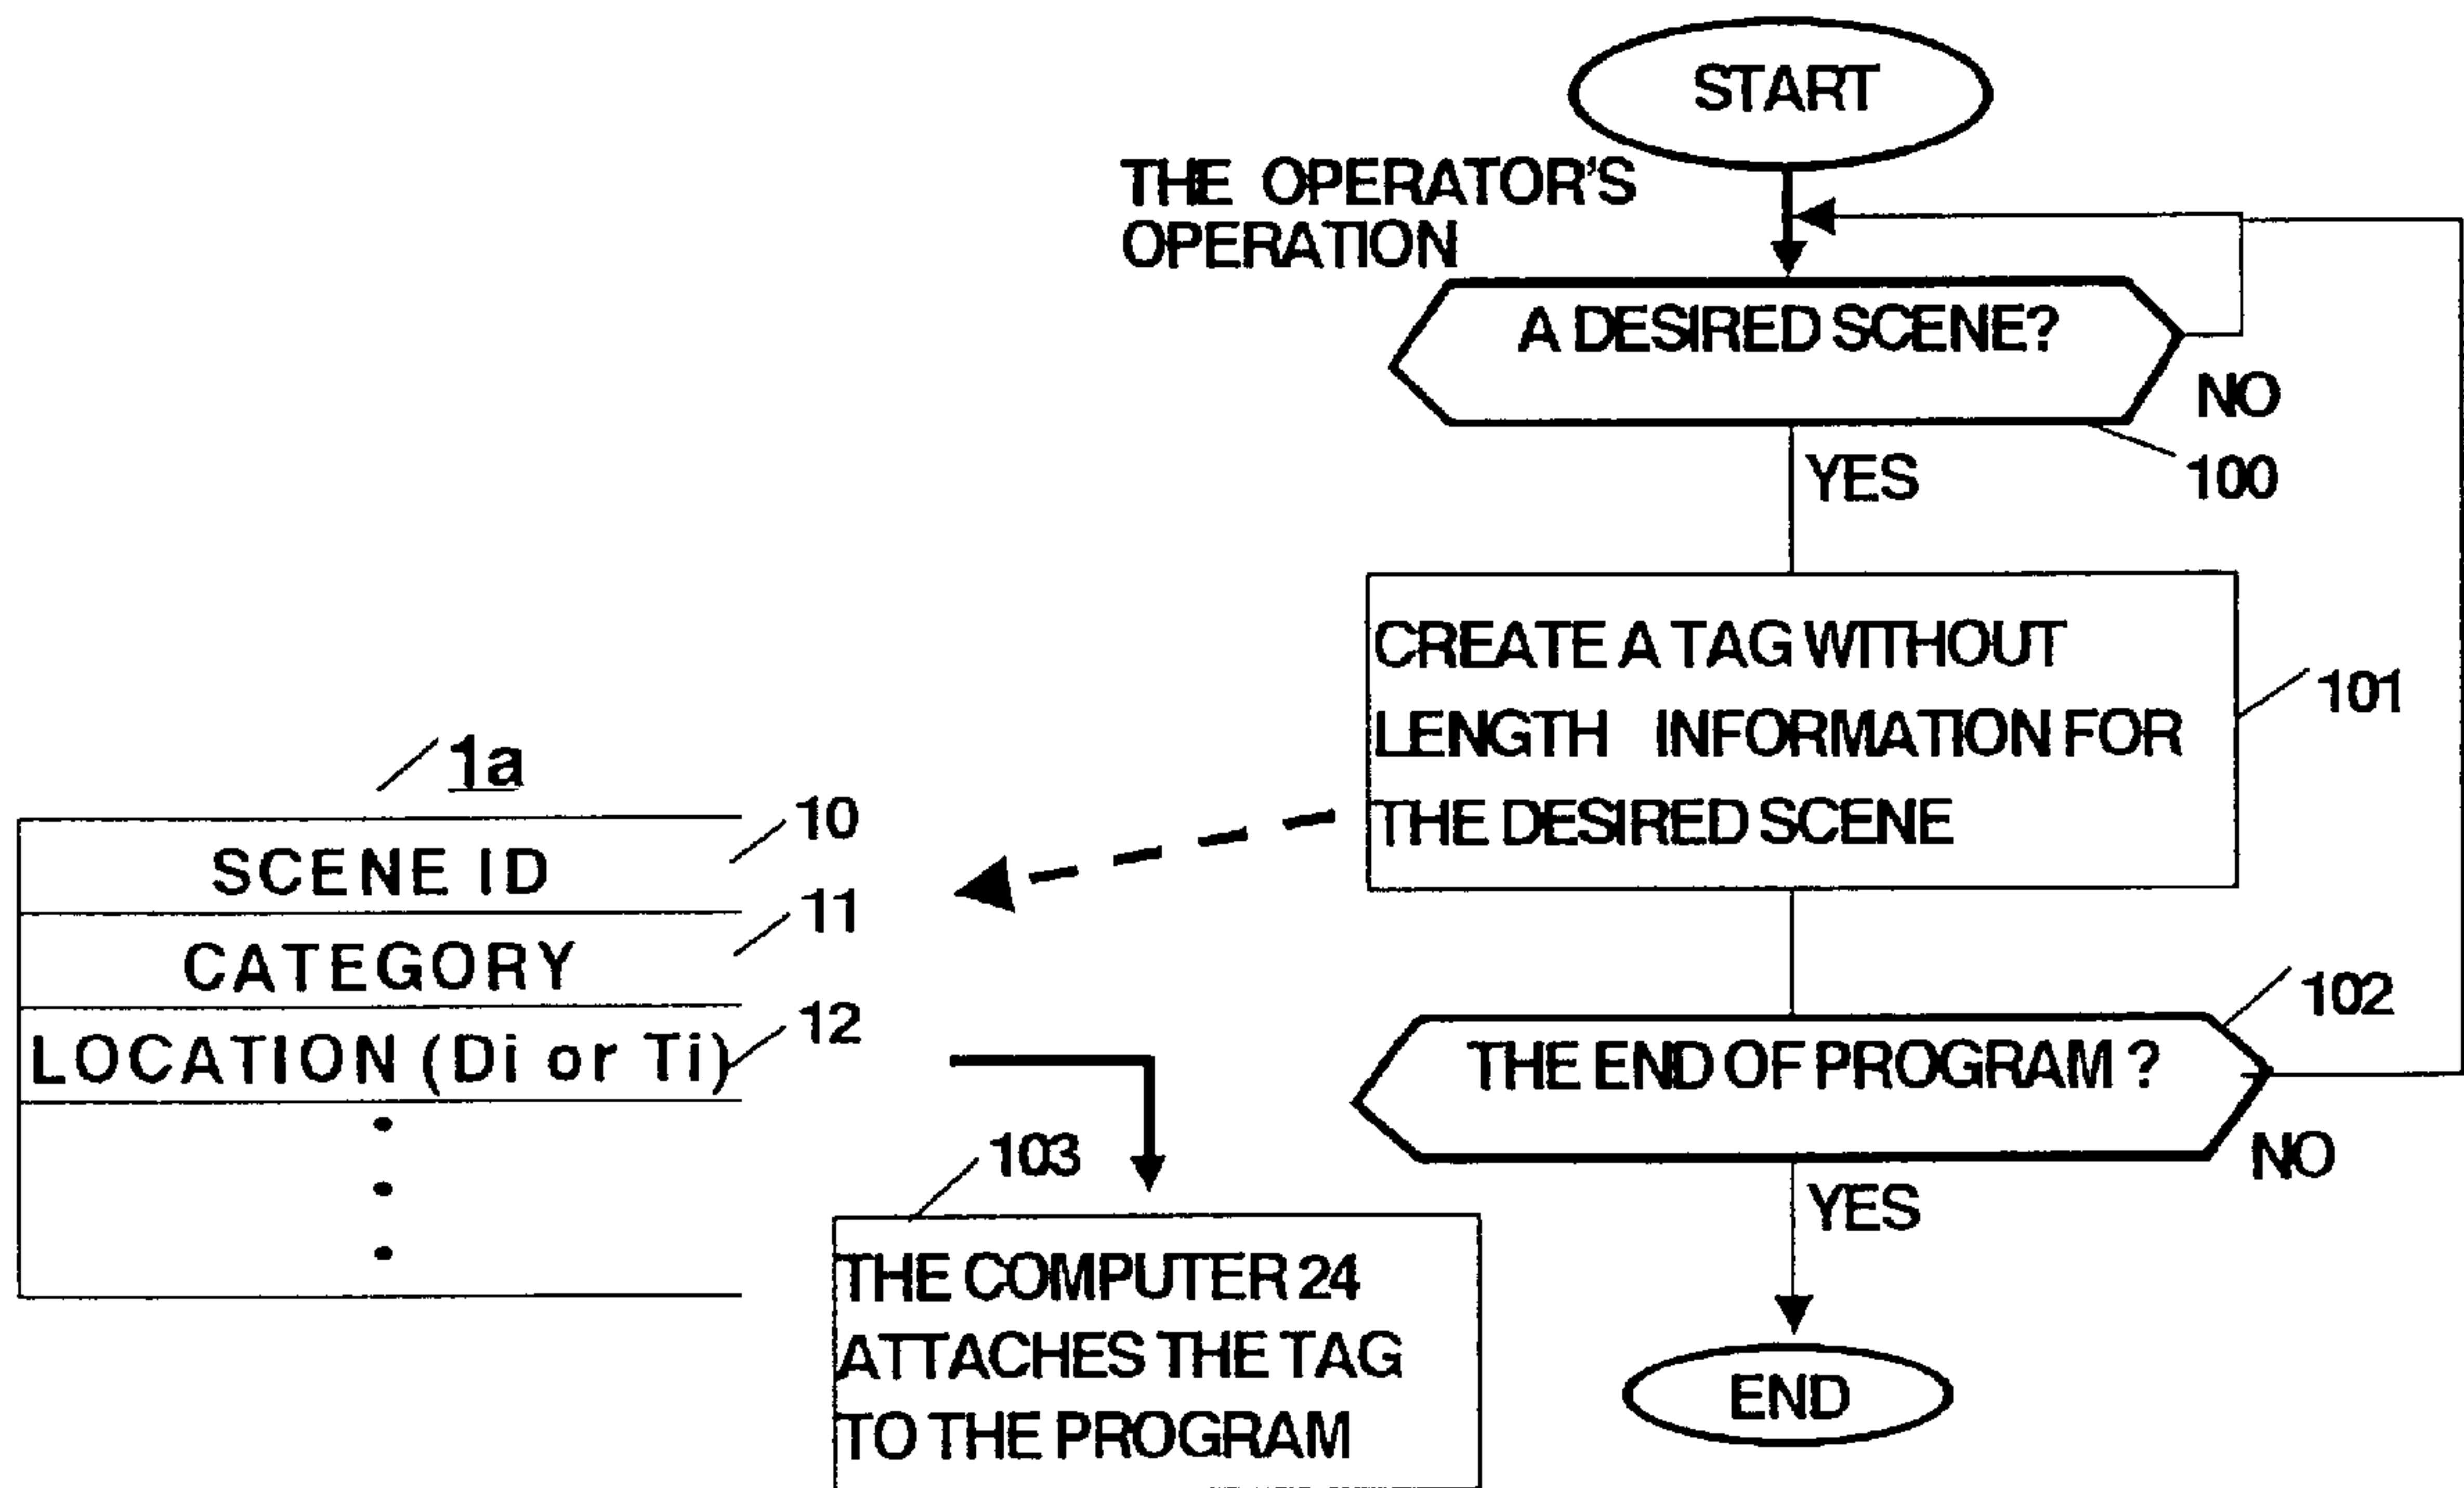 START
THE OPERATOR'S
OPERATION
A DESIRED SCENE?
NO
YES
100
CREATE A TAG WITHOUT
LENGTH INFORMATION FOR
THE DESIRED SCENE
101
1a
10
SCENE ID
11
CATEGORY
12
LOCATION (Di or Ti)
102
THE END OF PROGRAM ?
NO
YES
103
THE COMPUTER 24
ATTACHES THE TAG
TO THE PROGRAM
END